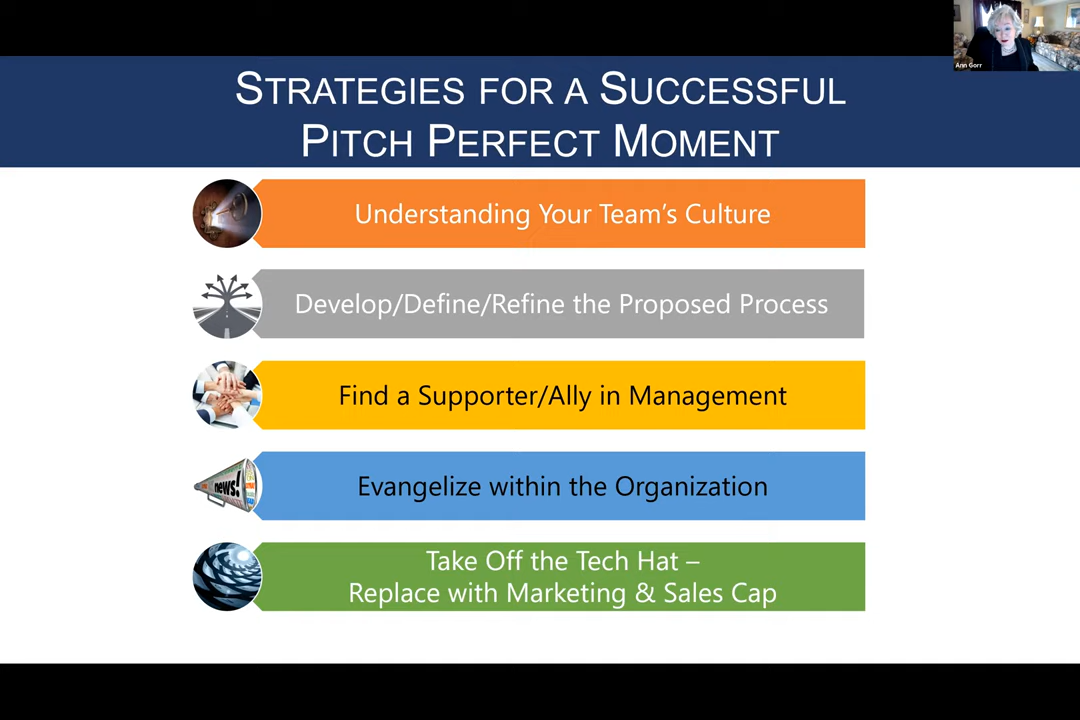 Ann Gorr
STRATEGIES FOR A SUCCESSFUL
PITCH PERFECT MOMENT
Understanding Your Team's Culture
Develop/Define/Refine the Proposed Process
Find a Supporter/Ally in Management
news!
Evangelize within the Organization
Take Off the Tech Hat –
Replace with Marketing & Sales Cap